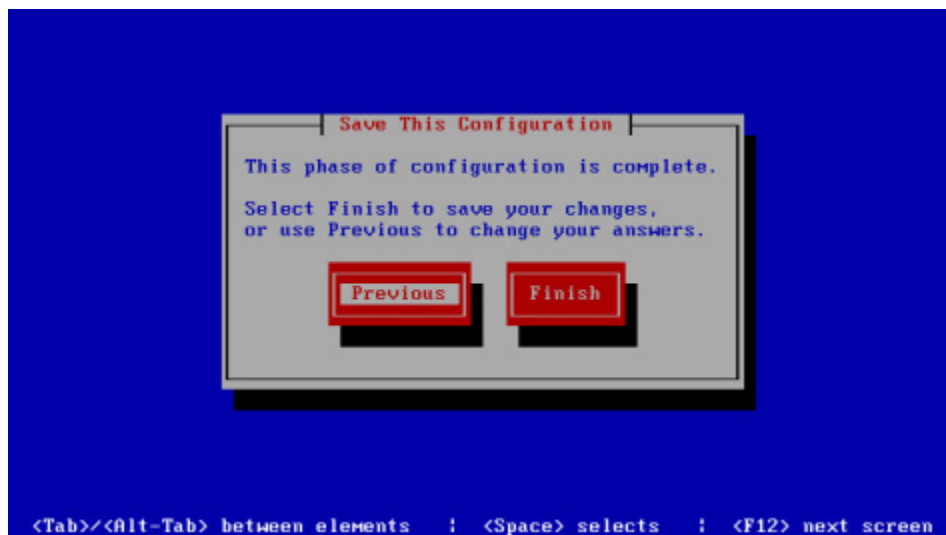 Save This Configuration
This phase of configuration is complete.
Select Finish to save your changes,
or use Previous to change your answers.
Previous Finish
<Tab>/<Alt-Tab> between elements ¦ <Space> selects ¦ <F12> next screen